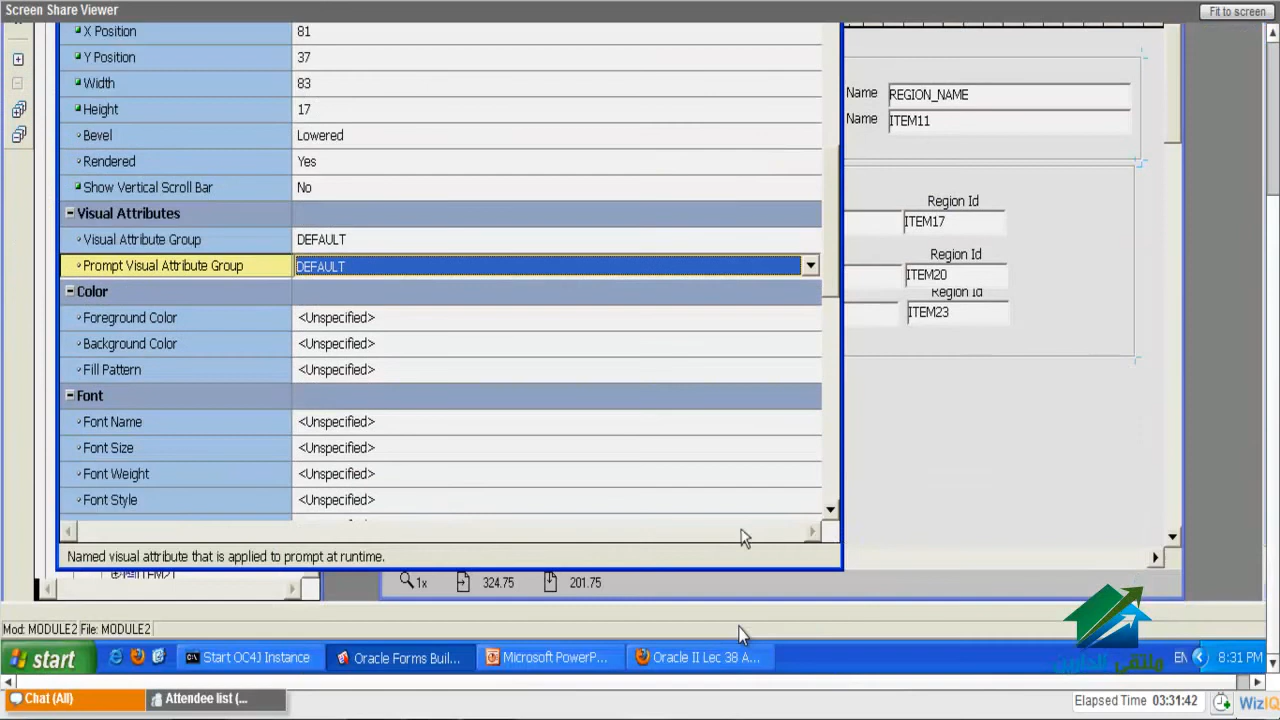 Screen Share Viewer
Fit to screen
X Position 81
Y Position 37
Width 83
Height 17
Bevel Lowered
Rendered Yes
Show Vertical Scroll Bar No
Visual Attributes
Visual Attribute Group DEFAULT
Prompt Visual Attribute Group DEFAULT
Color
Foreground Color <Unspecified>
Background Color <Unspecified>
Fill Pattern <Unspecified>
Font
Font Name <Unspecified>
Font Size <Unspecified>
Font Weight <Unspecified>
Font Style <Unspecified>
Named visual attribute that is applied to prompt at runtime.
Name REGION_NAME
Name ITEM11
Region Id
ITEM17
Region Id
ITEM20
Region Id
ITEM23
ITEM21
1x 324.75 201.75
Mod: MODULE2 File: MODULE2
start
Start OC4J Instance
Oracle Forms Buil...
Microsoft PowerP...
Oracle II Lec 38 A...
EN
8:31 PM
ملتقى الدارين
Chat (All)
Attendee list (...
Elapsed Time 03:31:42
WizIQ